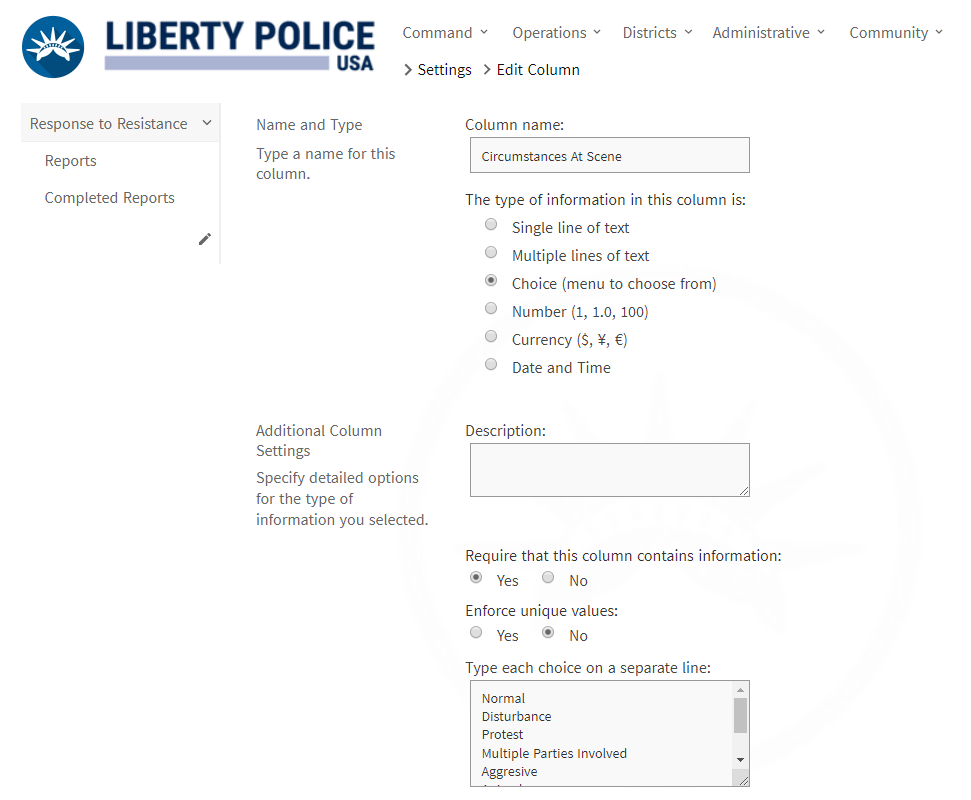 LIBERTY POLICE
USA
Command Operations Districts Administrative Community
Settings Edit Column
Response to Resistance
Reports
Completed Reports
Name and Type
Type a name for this
column.
Column name:
Circumstances At Scene
The type of information in this column is:
Single line of text
Multiple lines of text
Choice (menu to choose from)
Number (1, 1.0, 100)
Currency ($, ¥, €)
Date and Time
Additional Column
Settings
Specify detailed options
for the type of
information you selected.
Description:
Require that this column contains information:
Yes No
Enforce unique values:
Yes No
Type each choice on a separate line:
Normal
Disturbance
Protest
Multiple Parties Involved
Aggresive